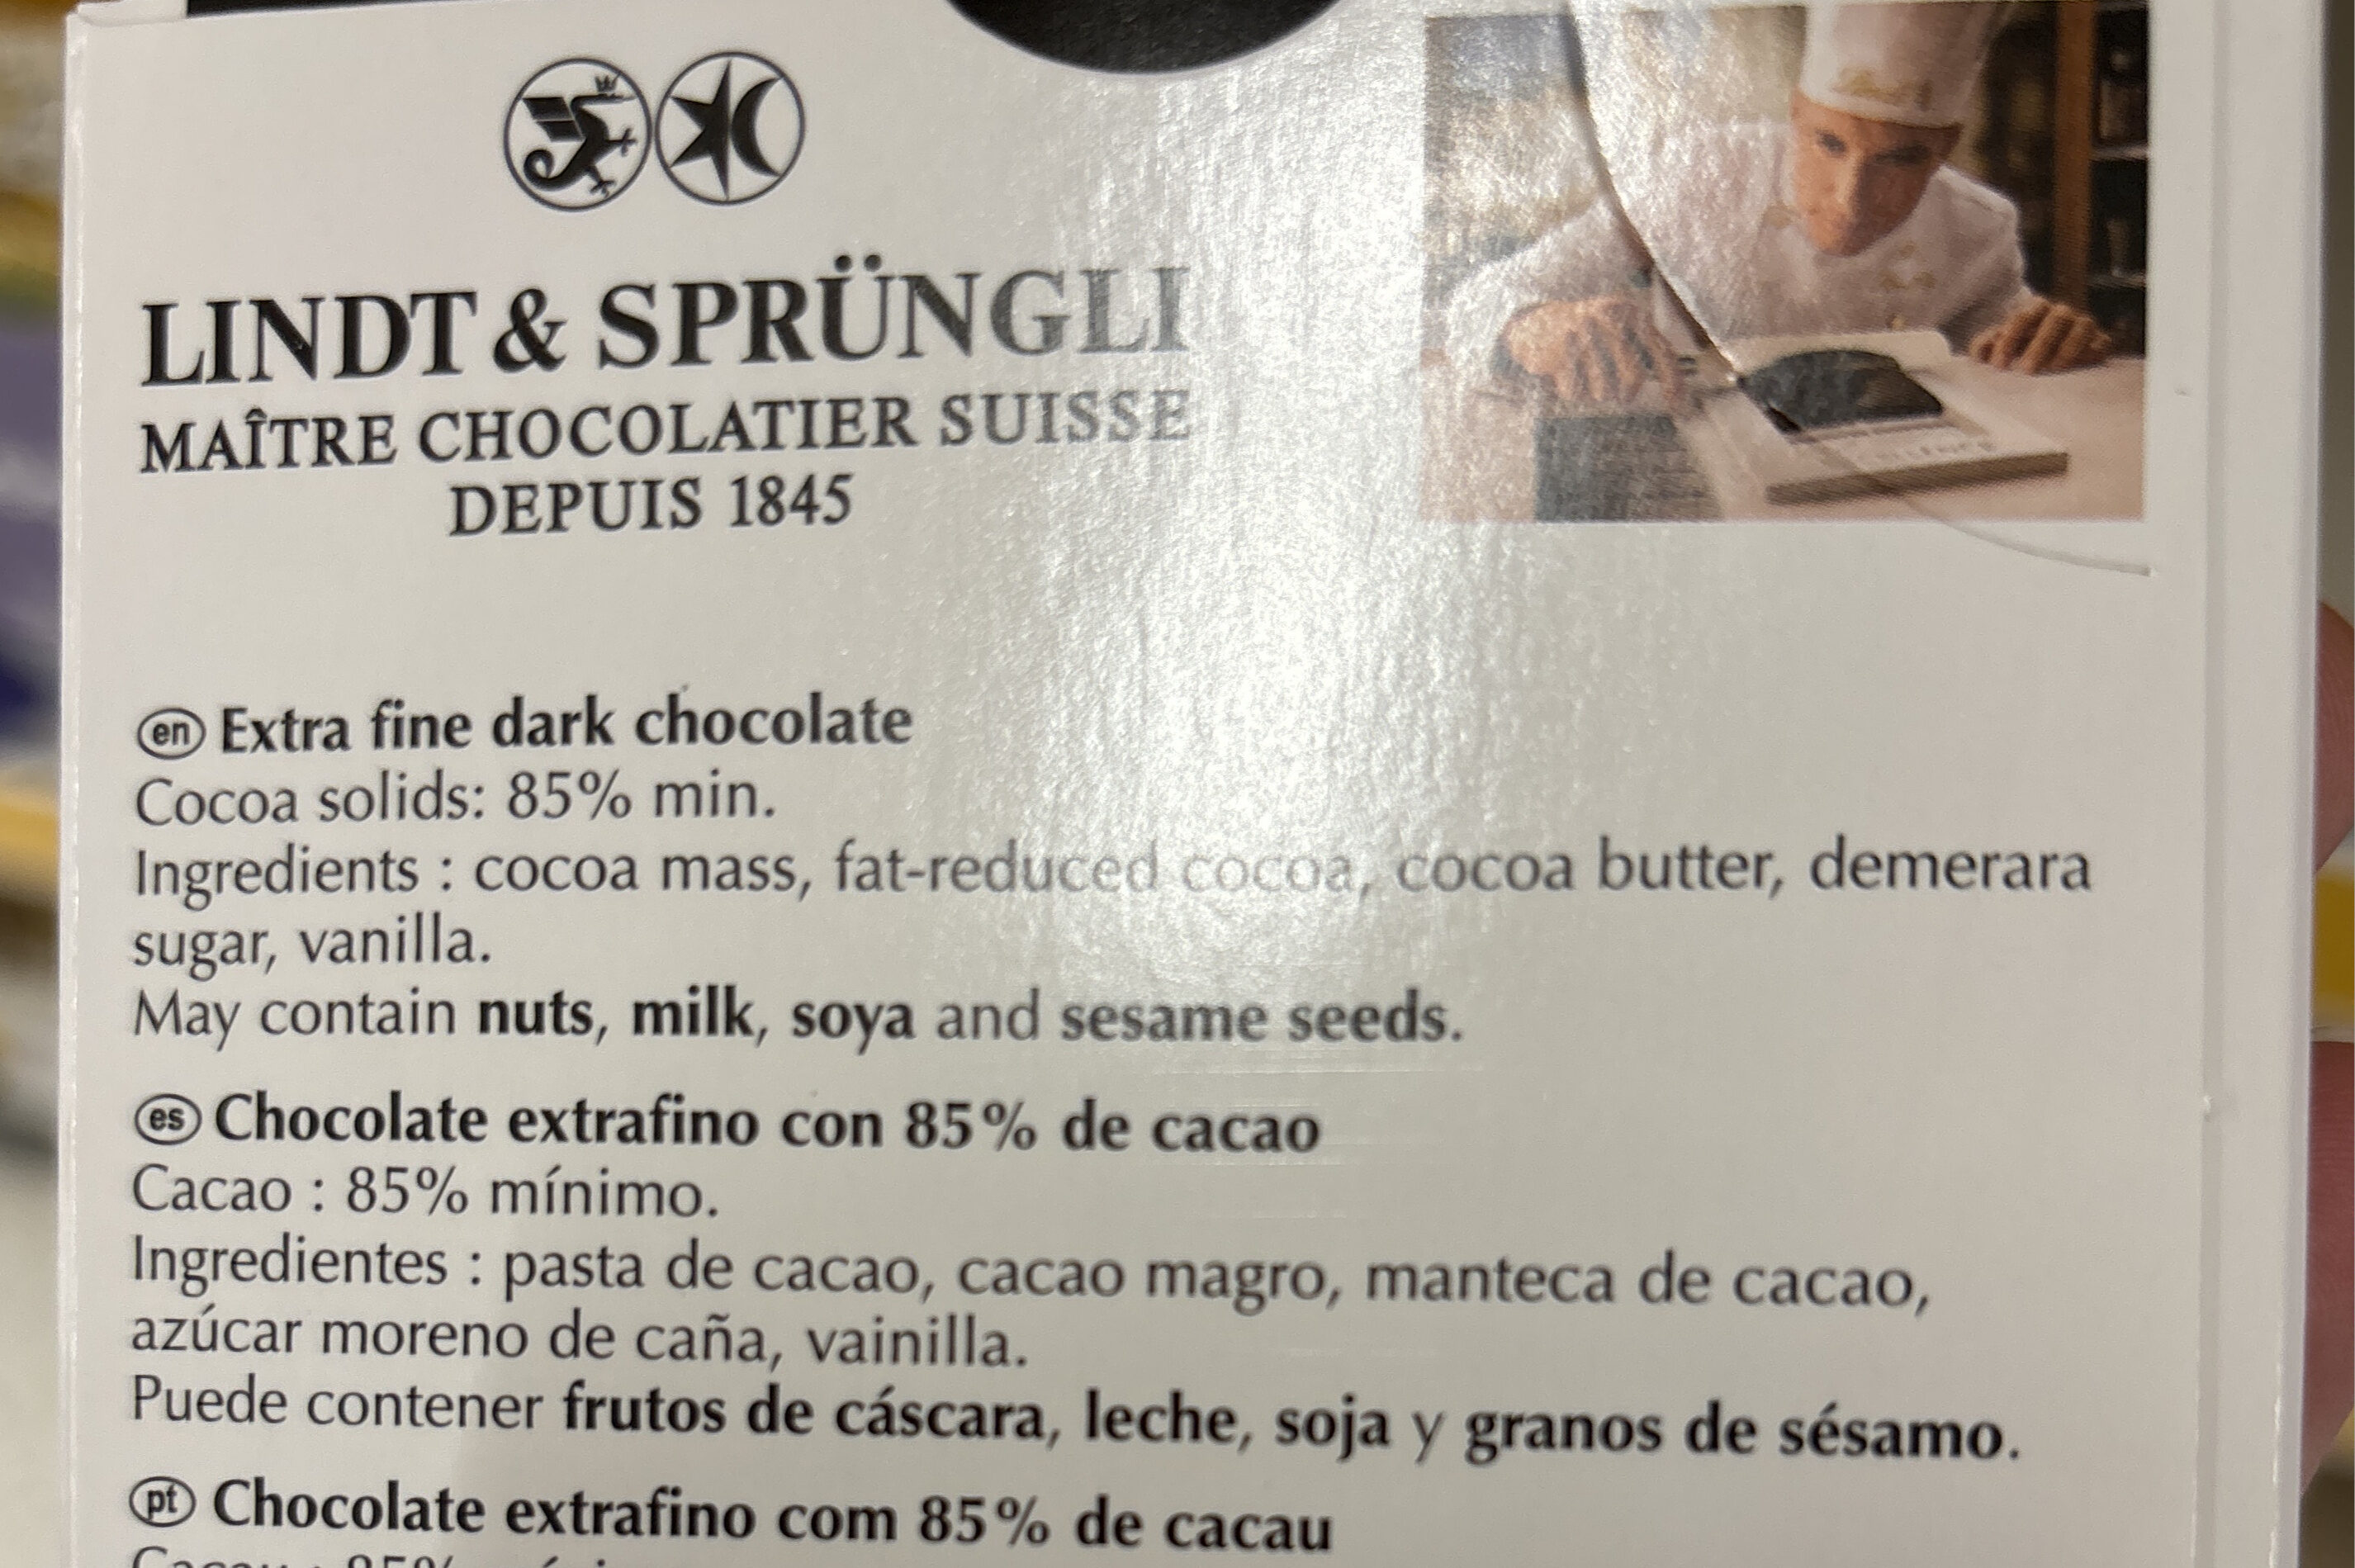 LINDT & SPRÜNGLI
MAÎTRE CHOCOLATIER SUISSE
DEPUIS 1845
en Extra fine dark chocolate
Cocoa solids: 85% min.
Ingredients : cocoa mass, fat-reduced cocoa, cocoa butter, demerara
sugar, vanilla.
May contain nuts, milk, soya and sesame seeds.
es Chocolate extrafino con 85% de cacao
Cacao : 85% mínimo.
Ingredientes : pasta de cacao, cacao magro, manteca de cacao,
azúcar moreno de caña, vainilla.
Puede contener frutos de cáscara, leche, soja y granos de sésamo.
pt Chocolate extrafino com 85% de cacau